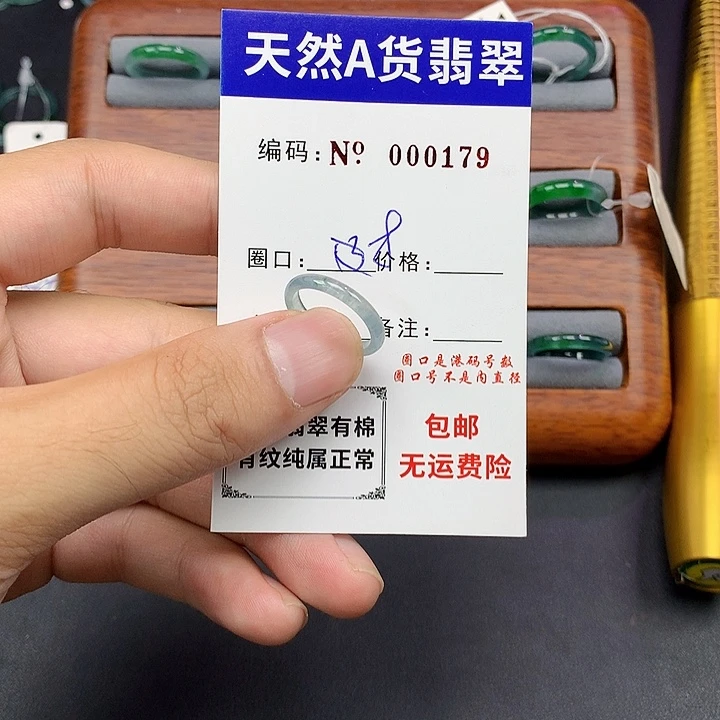 天然A货翡翠
编码：Nº 000179
圈口： 价格：
备注：
圈口是港码号数
圈口号不是内直径
翡翠有棉
有纹纯属正常
包邮
无运费险